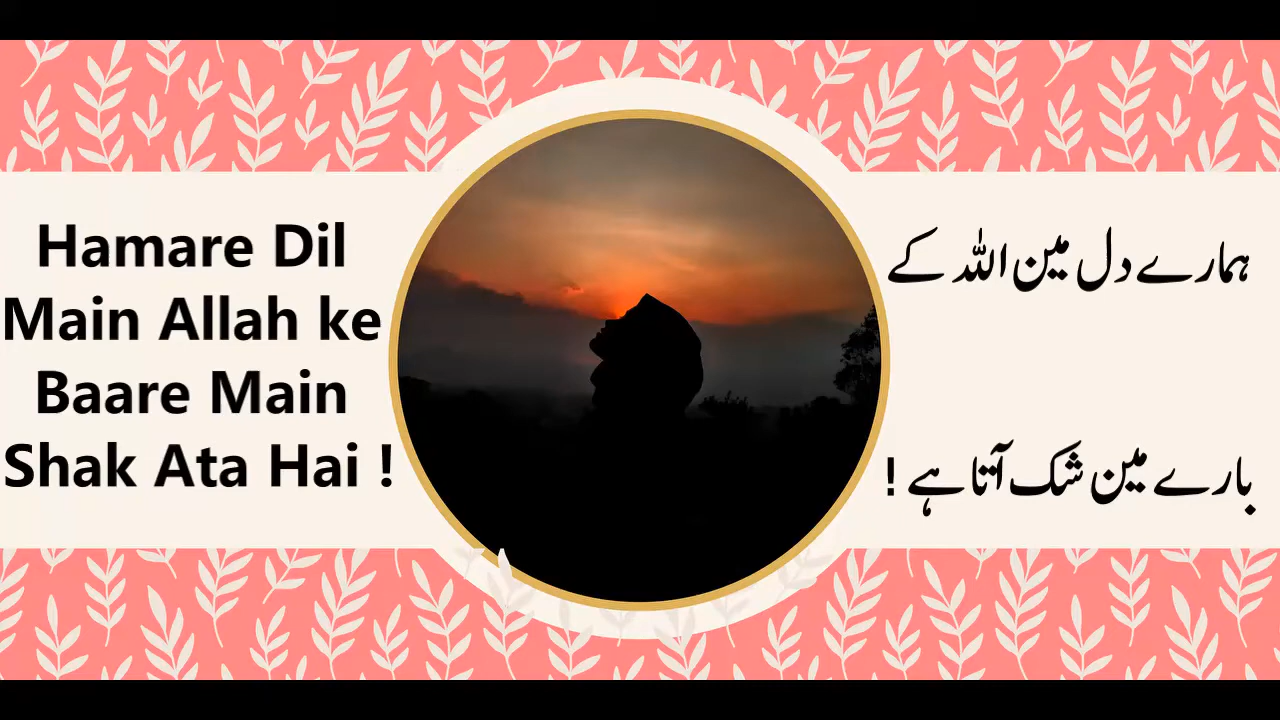 Hamare Dil
Main Allah ke
Baare Main
Shak Ata Hai !
ہمارے دل مین اللہ کے
بارے مین شک آتا ہے !